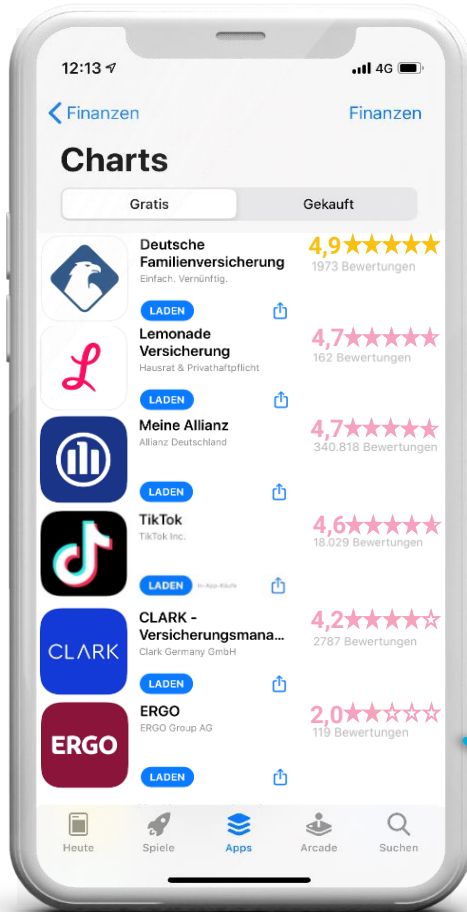 12:13
4G
Finanzen
Finanzen
Charts
Gratis
Gekauft
Deutsche
Familienversicherung
Einfach. Vernünftig.
4,9
1973 Bewertungen
LADEN
Lemonade
Versicherung
Hausrat & Privathaftpflicht
4,7
162 Bewertungen
LADEN
Meine Allianz
Allianz Deutschland
4,7
340.818 Bewertungen
LADEN
TikTok
TikTok Inc.
4,6
18.029 Bewertungen
LADEN
In-App-Käufe
CLARK
CLARK -
Versicherungsmana...
Clark Germany GmbH
4,2
2787 Bewertungen
LADEN
ERGO
ERGO
ERGO Group AG
2,0
119 Bewertungen
LADEN
Heute
Spiele
Apps
Arcade
Suchen